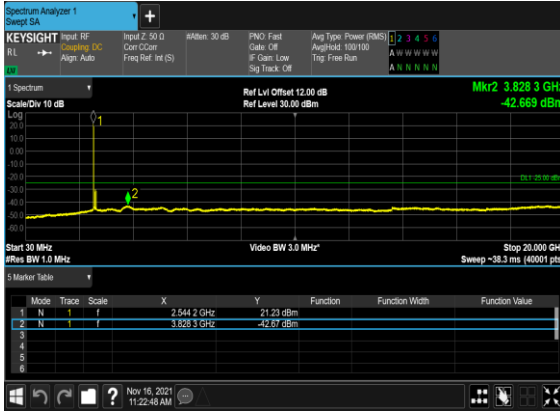 Spectrum Analyzer 1
Swept SA
+
KEYSIGHT Input: RF Input Z: 50 Ω #Atten: 30 dB PNO: Fast Avg Type: Power (RMS) 1 2 3 4 5 6
RL Coupling: DC Corr CCorr Gate: Off Avg|Hold: 100/100 A W W W W W
Align: Auto Freq Ref: Int (S) IF Gain: Low Trig: Free Run
Sig Track: Off A N N N N N
1 Spectrum Ref Lvl Offset 12.00 dB Mkr2 3.828 3 GHz
Scale/Div 10 dB Ref Level 30.00 dBm -42.669 dBm
Log
20.0
10.0
0.00
-10.0
-20.0
-30.0
-40.0
-50.0
-60.0
1
2
DL1 -25.00 dBm
Start 30 MHz Video BW 3.0 MHz* Stop 20.000 GHz
#Res BW 1.0 MHz Sweep ~38.3 ms (40001 pts)
5 Marker Table
Mode Trace Scale X Y Function Function Width Function Value
1 N 1 f 2.544 2 GHz 21.23 dBm
2 N 1 f 3.828 3 GHz -42.67 dBm
3
4
5
6
? Nov 16, 2021
11:22:48 AM